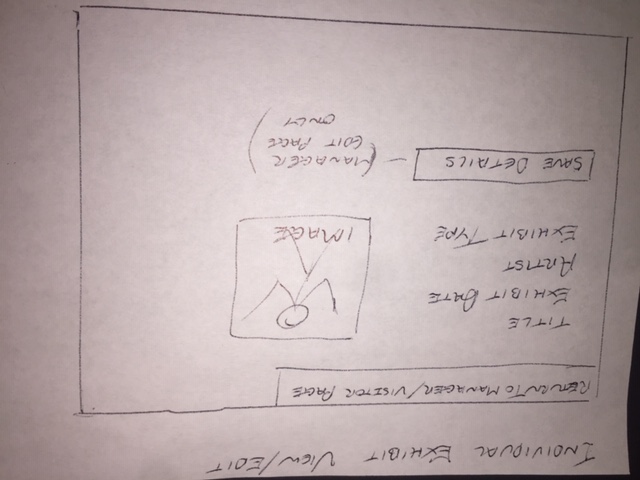 INDIVIDUAL EXHIBIT VIEW/EDIT
RETURN TO MANAGER/VISITOR PAGE
TITLE
EXHIBIT DATE
ARTIST
EXHIBIT TYPE
IMAGE
SAVE DETAILS - (MANAGER
EDIT PAGE
ONLY)